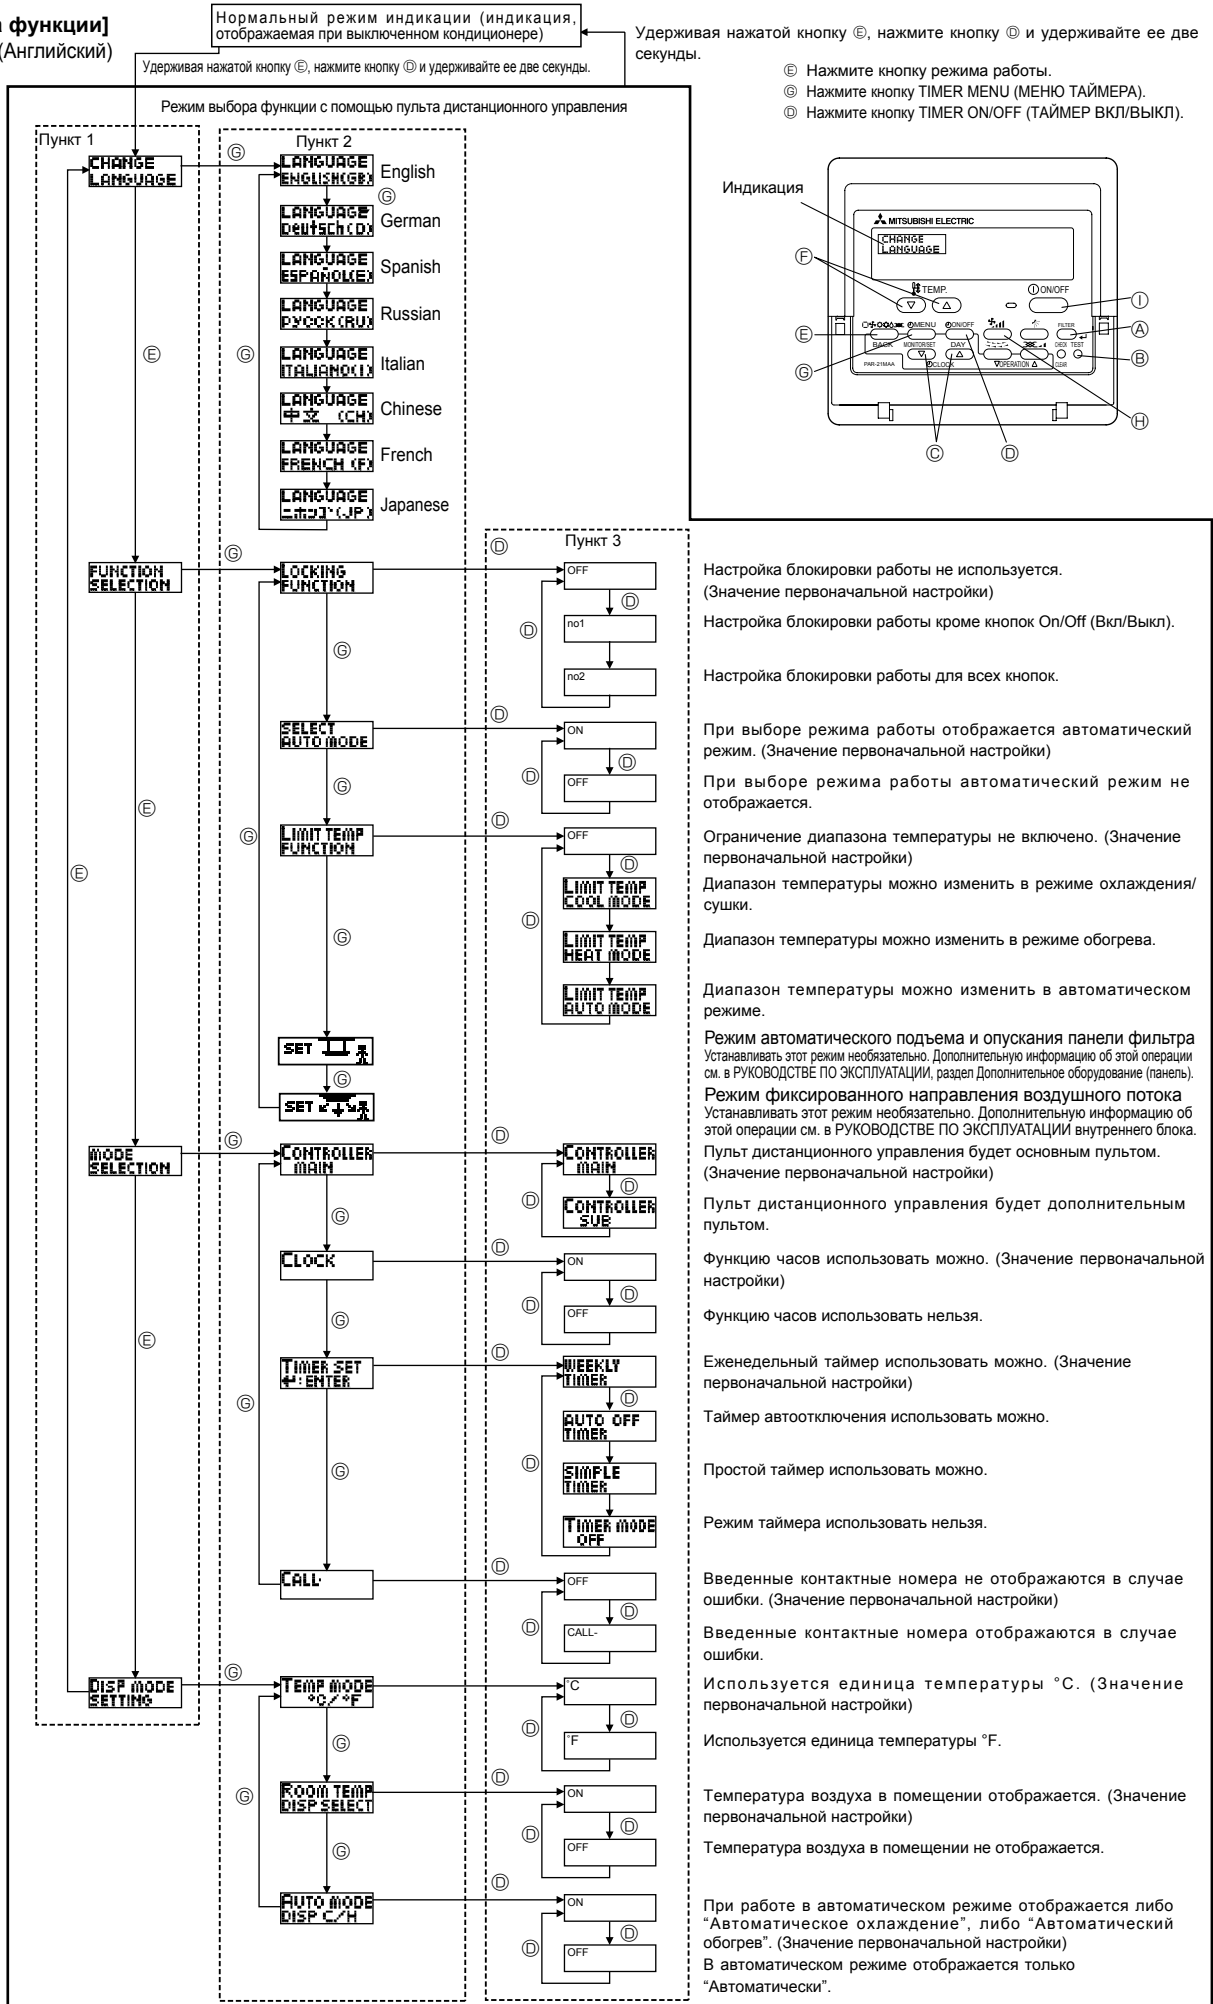 а функции]
(Английский)
Нормальный режим индикации (индикация,
отображаемая при выключенном кондиционере)
Удерживая нажатой кнопку Ⓔ, нажмите кнопку Ⓓ и удерживайте ее две секунды.
Удерживая нажатой кнопку Ⓔ, нажмите кнопку Ⓓ и удерживайте ее две
секунды.
Ⓔ Нажмите кнопку режима работы.
Ⓖ Нажмите кнопку TIMER MENU (МЕНЮ ТАЙМЕРА).
Ⓓ Нажмите кнопку TIMER ON/OFF (ТАЙМЕР ВКЛ/ВЫКЛ).
Режим выбора функции с помощью пульта дистанционного управления
Пункт 1
Пункт 2
CHANGE
LANGUAGE
Ⓖ
LANGUAGE
ENGLISH(GB)
English
Ⓖ
LANGUAGE
Deutsch(D)
German
LANGUAGE
ESPAÑOL(E)
Spanish
LANGUAGE
РУССК(RU)
Russian
LANGUAGE
ITALIANO(I)
Italian
LANGUAGE
中文 (CH)
Chinese
LANGUAGE
FRENCH (F)
French
LANGUAGE
ニホンゴ(JP)
Japanese
Ⓔ
Ⓖ
Индикация
MITSUBISHI ELECTRIC
CHANGE
LANGUAGE
TEMP.
ON/OFF
MENU
ON/OFF
FILTER
BACK
MONITOR/SET
DAY
CHECK TEST
PAR-21MAA
CLOCK
▽OPERATION △
CLEAR
Ⓕ
Ⓔ
Ⓖ
Ⓘ
Ⓐ
Ⓑ
Ⓗ
Ⓒ
Ⓓ
Пункт 3
FUNCTION
SELECTION
Ⓖ
LOCKING
FUNCTION
Ⓓ
OFF
Настройка блокировки работы не используется.
(Значение первоначальной настройки)
Ⓓ
Ⓓ
no1
Настройка блокировки работы кроме кнопок On/Off (Вкл/Выкл).
Ⓖ
no2
Настройка блокировки работы для всех кнопок.
SELECT
AUTO MODE
Ⓓ
ON
При выборе режима работы отображается автоматический
режим. (Значение первоначальной настройки)
Ⓓ
Ⓓ
Ⓖ
OFF
При выборе режима работы автоматический режим не
отображается.
Ⓔ
Ⓖ
LIMIT TEMP
FUNCTION
Ⓓ
OFF
Ограничение диапазона температуры не включено. (Значение
первоначальной настройки)
Ⓔ
Ⓓ
LIMIT TEMP
COOL MODE
Диапазон температуры можно изменить в режиме охлаждения/
сушки.
Ⓓ
Ⓖ
LIMIT TEMP
HEAT MODE
Диапазон температуры можно изменить в режиме обогрева.
LIMIT TEMP
AUTO MODE
Диапазон температуры можно изменить в автоматическом
режиме.
SET
Режим автоматического подъема и опускания панели фильтра
Устанавливать этот режим необязательно. Дополнительную информацию об этой операции
см. в РУКОВОДСТВЕ ПО ЭКСПЛУАТАЦИИ, раздел Дополнительное оборудование (панель).
Ⓖ
SET
Режим фиксированного направления воздушного потока
Устанавливать этот режим необязательно. Дополнительную информацию об
этой операции см. в РУКОВОДСТВЕ ПО ЭКСПЛУАТАЦИИ внутреннего блока.
MODE
SELECTION
Ⓖ
CONTROLLER
MAIN
Ⓓ
CONTROLLER
MAIN
Пульт дистанционного управления будет основным пультом.
(Значение первоначальной настройки)
Ⓓ
Ⓓ
Ⓖ
CONTROLLER
SUB
Пульт дистанционного управления будет дополнительным
пультом.
CLOCK
Ⓓ
ON
Функцию часов использовать можно. (Значение первоначальной
настройки)
Ⓓ
Ⓓ
Ⓖ
OFF
Функцию часов использовать нельзя.
Ⓔ
TIMER SET
↵:ENTER
Ⓓ
WEEKLY
TIMER
Еженедельный таймер использовать можно. (Значение
первоначальной настройки)
Ⓖ
Ⓓ
AUTO OFF
TIMER
Таймер автоотключения использовать можно.
Ⓓ
Ⓖ
SIMPLE
TIMER
Простой таймер использовать можно.
TIMER MODE
OFF
Режим таймера использовать нельзя.
CALL-
Ⓓ
OFF
Введенные контактные номера не отображаются в случае
ошибки. (Значение первоначальной настройки)
Ⓓ
Ⓓ
CALL-
Введенные контактные номера отображаются в случае
ошибки.
DISP MODE
SETTING
Ⓖ
TEMP MODE
°C/°F
Ⓓ
°C
Используется единица температуры °C. (Значение
первоначальной настройки)
Ⓓ
Ⓓ
Ⓖ
°F
Используется единица температуры °F.
Ⓖ
ROOM TEMP
DISP SELECT
Ⓓ
ON
Температура воздуха в помещении отображается. (Значение
первоначальной настройки)
Ⓓ
Ⓓ
Ⓖ
OFF
Температура воздуха в помещении не отображается.
AUTO MODE
DISP C/H
Ⓓ
ON
При работе в автоматическом режиме отображается либо
“Автоматическое охлаждение”, либо “Автоматический
обогрев”. (Значение первоначальной настройки)
Ⓓ
Ⓓ
OFF
В автоматическом режиме отображается только
“Автоматически”.